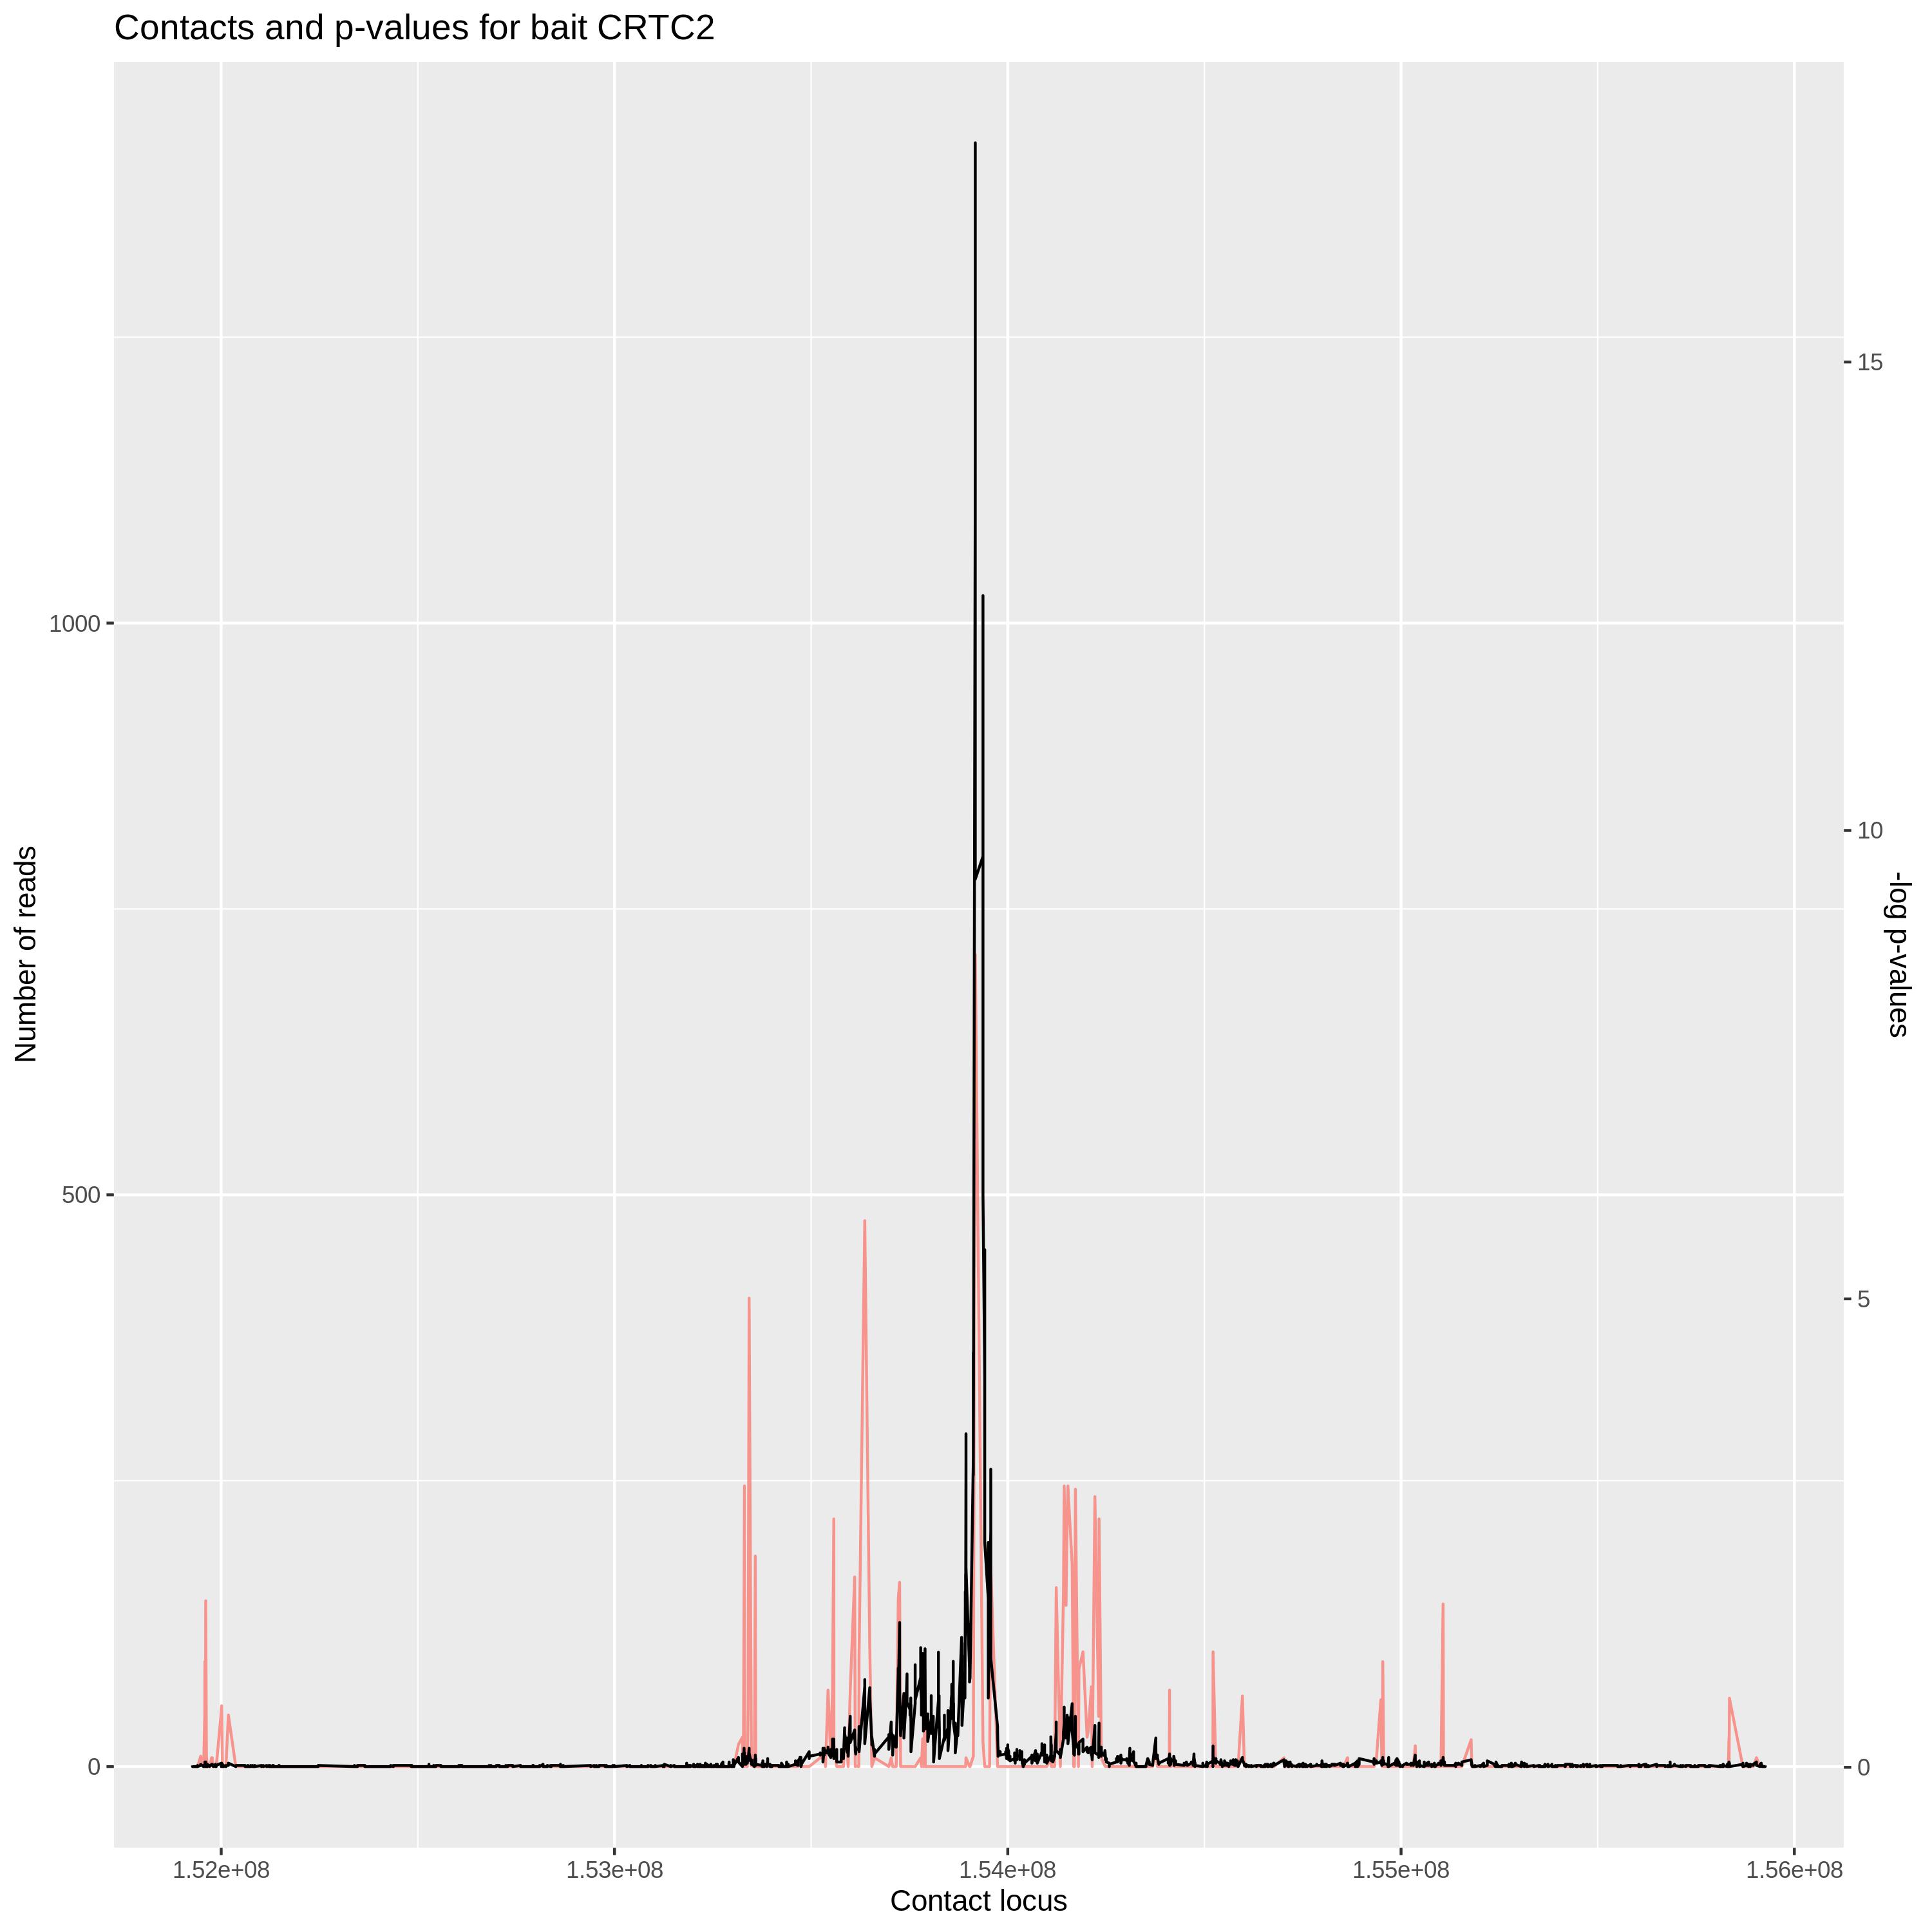 Contacts and p-values for bait CRTC2
Number of reads
1000
500
0
15
10
5
0
-log p-values
1.52e+08
1.53e+08
1.54e+08
1.55e+08
1.56e+08
Contact locus